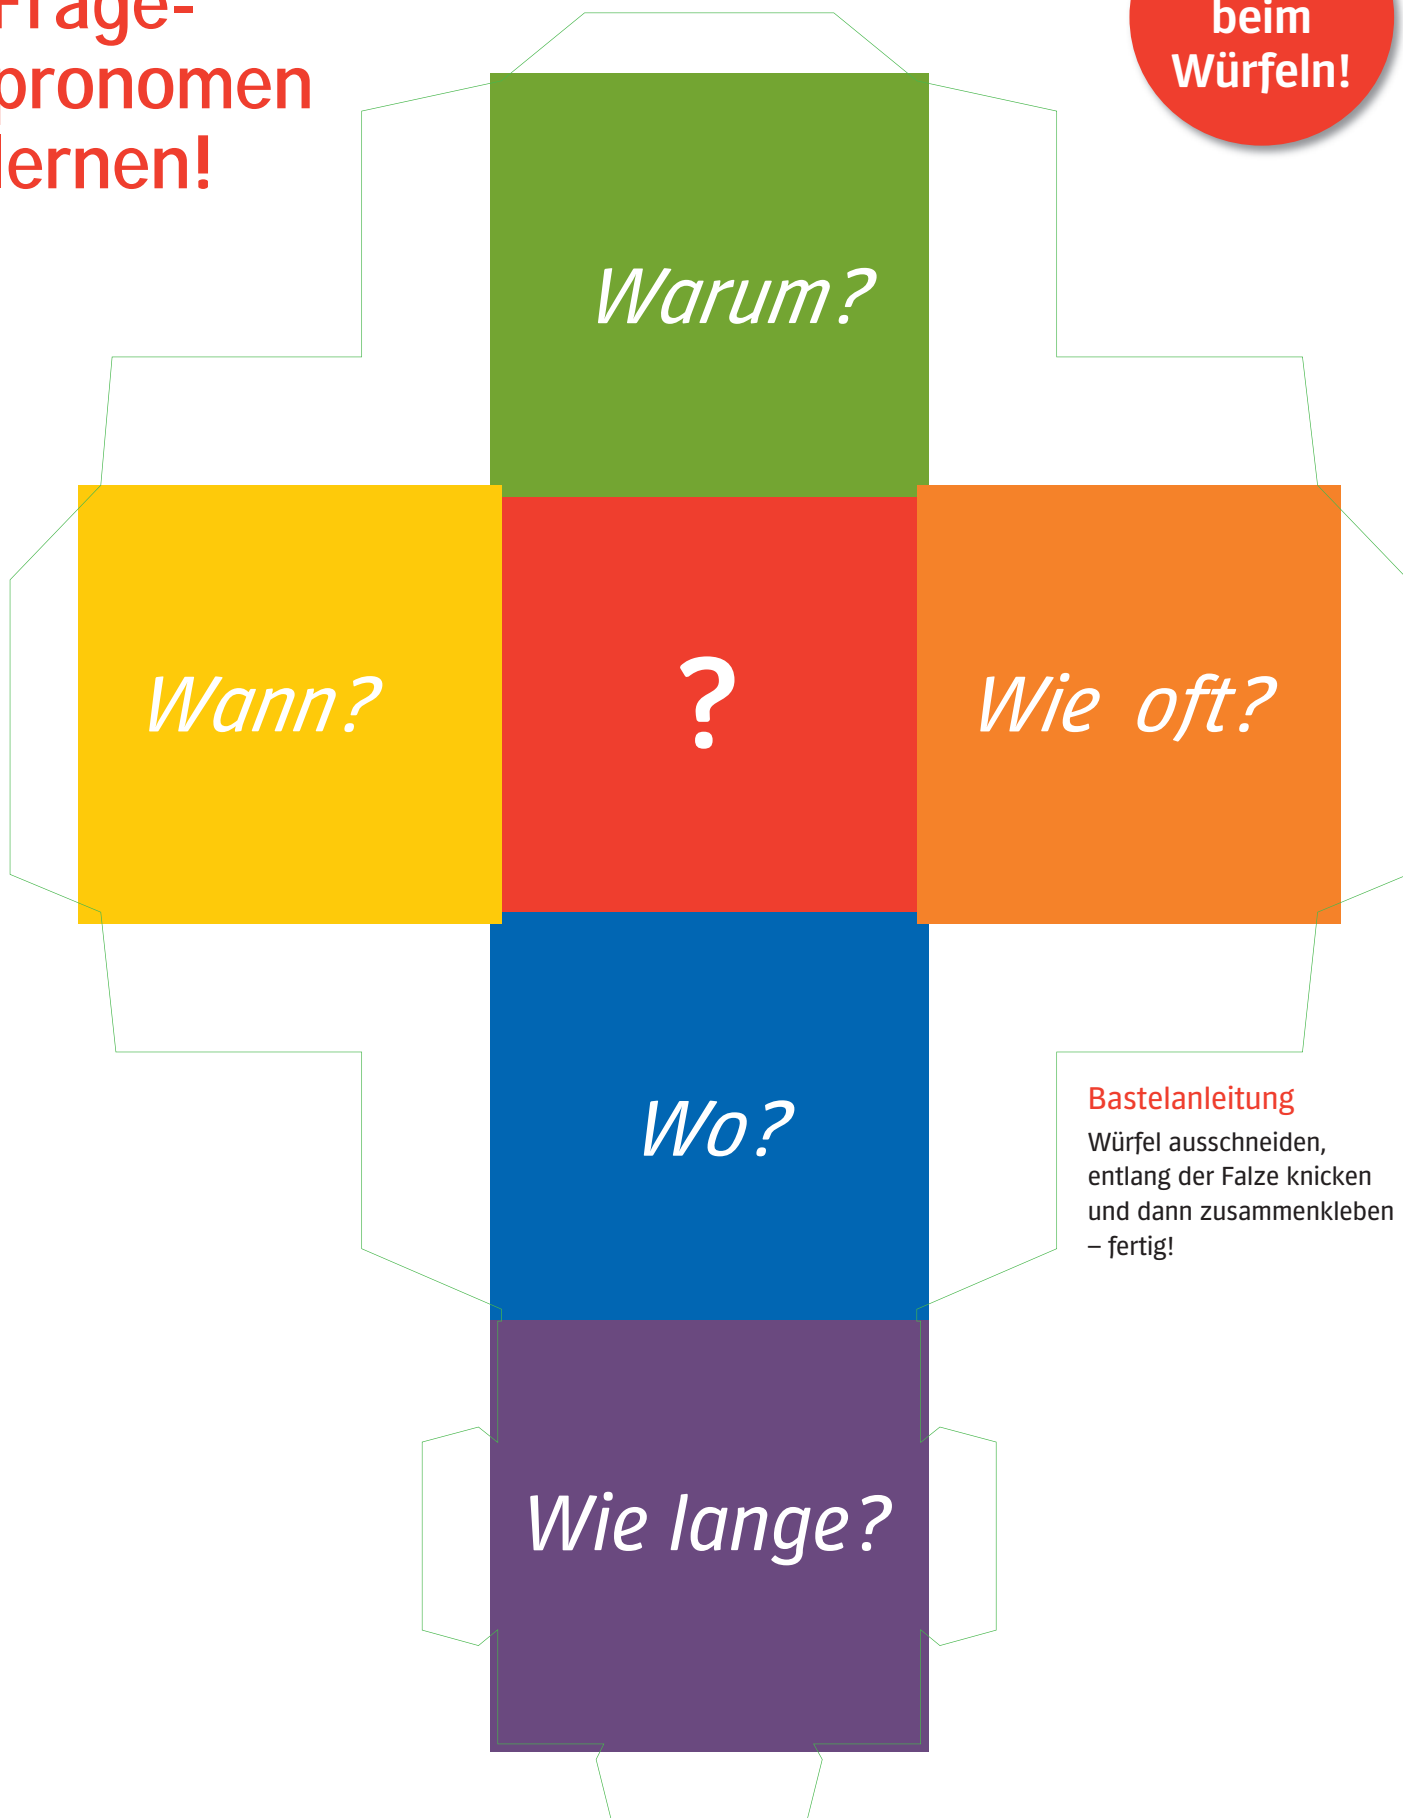 Frage-
pronomen
lernen!
beim
Würfeln!
Warum?
Wann?
?
Wie oft?
Wo?
Bastelanleitung
Würfel ausschneiden,
entlang der Falze knicken
und dann zusammenkleben
– fertig!
Wie lange?